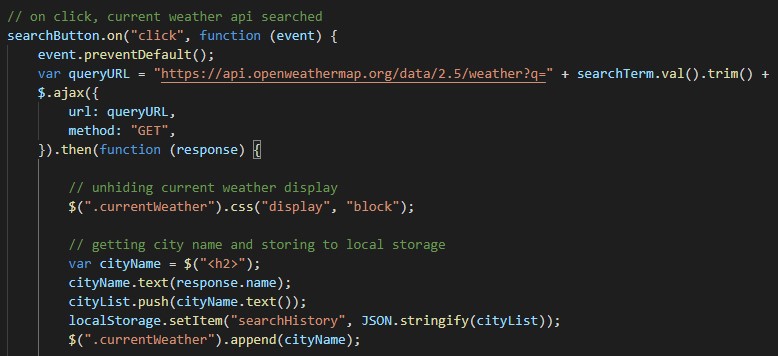 // on click, current weather api searched
searchButton.on("click", function (event) {
    event.preventDefault();
    var queryURL = "https://api.openweathermap.org/data/2.5/weather?q=" + searchTerm.val().trim() +
    $.ajax({
        url: queryURL,
        method: "GET",
    }).then(function (response) {
        // unhiding current weather display
        $(".currentWeather").css("display", "block");
        // getting city name and storing to local storage
        var cityName = $("<h2>");
        cityName.text(response.name);
        cityList.push(cityName.text());
        localStorage.setItem("searchHistory", JSON.stringify(cityList));
        $(".currentWeather").append(cityName);